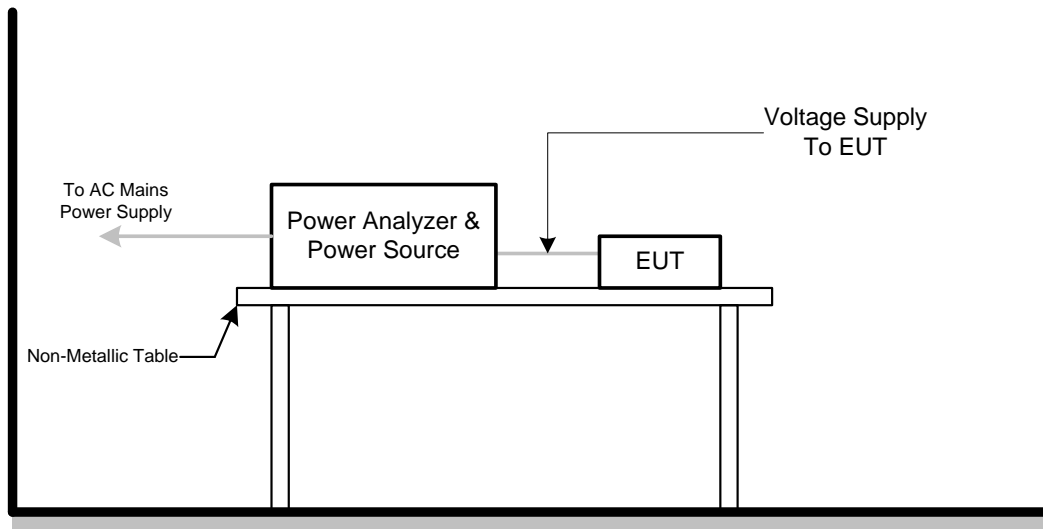 Voltage Supply
To EUT
To AC Mains
Power Supply
Power Analyzer &
Power Source
EUT
Non-Metallic Table